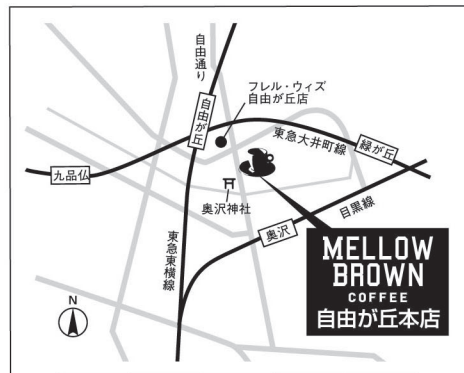 自由通り
フレル・ウィズ
自由が丘店
自由が丘
東急大井町線
緑が丘
九品仏
奥沢神社
目黒線
奥沢
東急東横線
MELLOW
BROWN
COFFEE
自由が丘本店
N